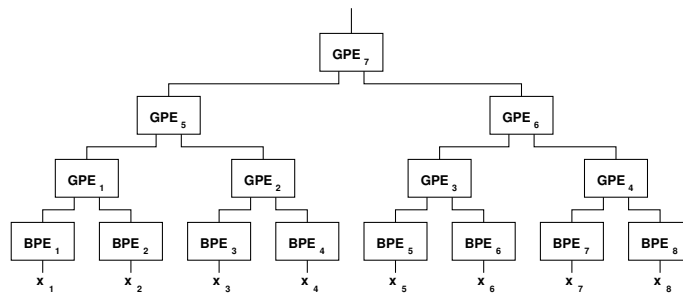 GPE 7
GPE 5 GPE 6
GPE 1 GPE 2 GPE 3 GPE 4
BPE 1 BPE 2 BPE 3 BPE 4 BPE 5 BPE 6 BPE 7 BPE 8
x 1 x 2 x 3 x 4 x 5 x 6 x 7 x 8